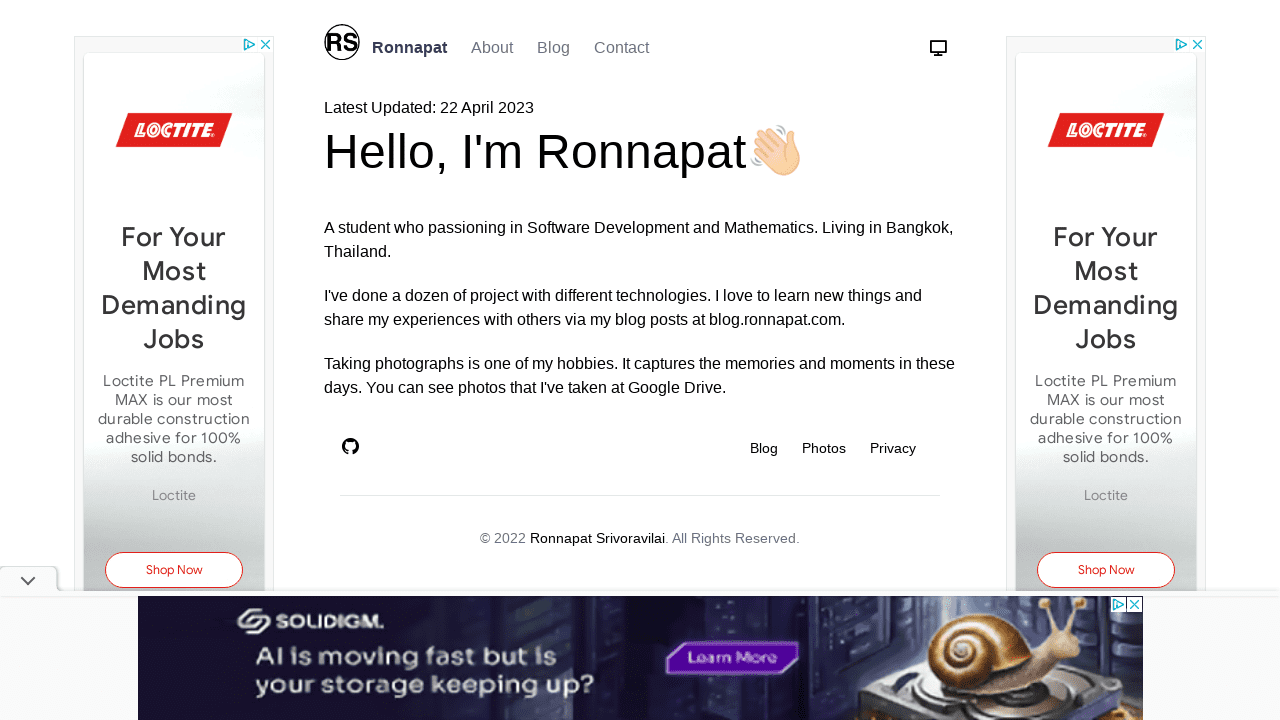 RS Ronnapat About Blog Contact
Latest Updated: 22 April 2023
Hello, I'm Ronnapat
A student who passioning in Software Development and Mathematics. Living in Bangkok,
Thailand.
I've done a dozen of project with different technologies. I love to learn new things and
share my experiences with others via my blog posts at blog.ronnapat.com.
Taking photographs is one of my hobbies. It captures the memories and moments in these
days. You can see photos that I've taken at Google Drive.
Blog Photos Privacy
© 2022 Ronnapat Srivoravilai. All Rights Reserved.
LOCTITE®
For Your
Most
Demanding
Jobs
Loctite PL Premium
MAX is our most
durable construction
adhesive for 100%
solid bonds.
Loctite
Shop Now
LOCTITE®
For Your
Most
Demanding
Jobs
Loctite PL Premium
MAX is our most
durable construction
adhesive for 100%
solid bonds.
Loctite
Shop Now
SOLIDIGM.
AI is moving fast but is
your storage keeping up?
Learn More